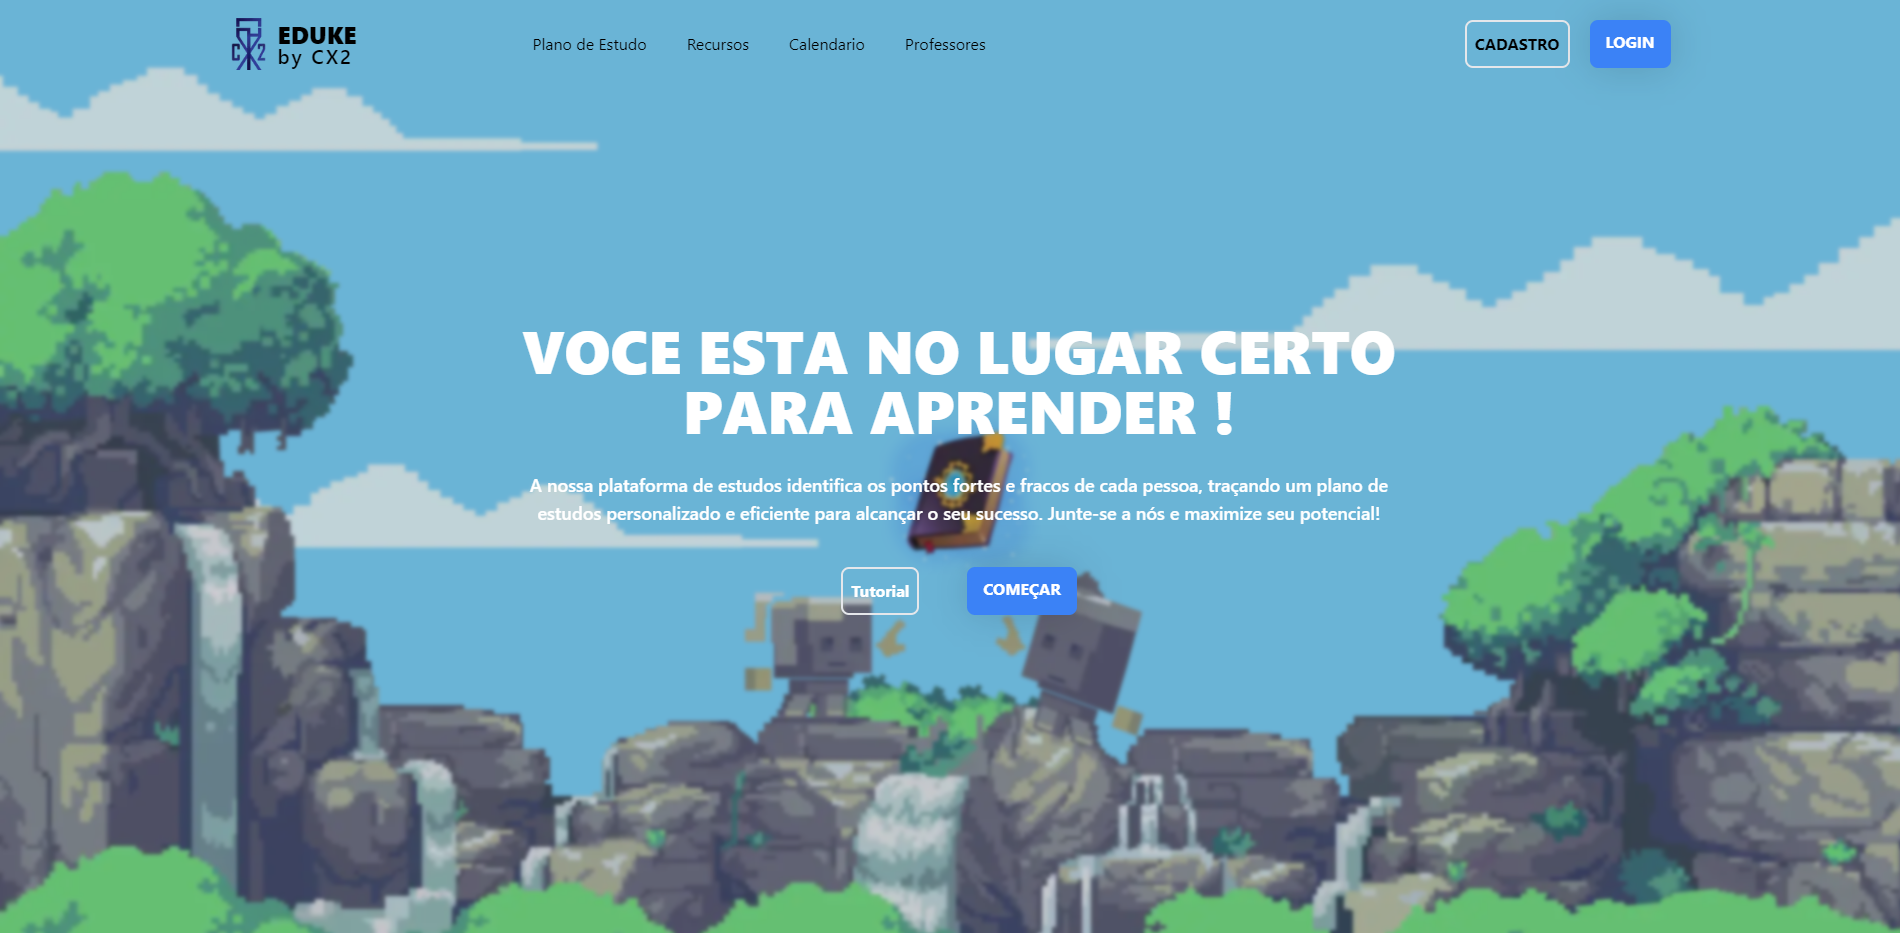 EDUKE
by CX2
Plano de Estudo
Recursos
Calendario
Professores
CADASTRO
LOGIN
VOCE ESTA NO LUGAR CERTO
PARA APRENDER !
A nossa plataforma de estudos identifica os pontos fortes e fracos de cada pessoa, traçando um plano de
estudos personalizado e eficiente para alcançar o seu sucesso. Junte-se a nós e maximize seu potencial!
Tutorial
COMEÇAR